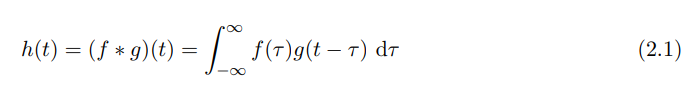 h(t) = (f ∗ g)(t) = ∫_{−∞}^{∞} f(τ)g(t − τ) dτ (2.1)